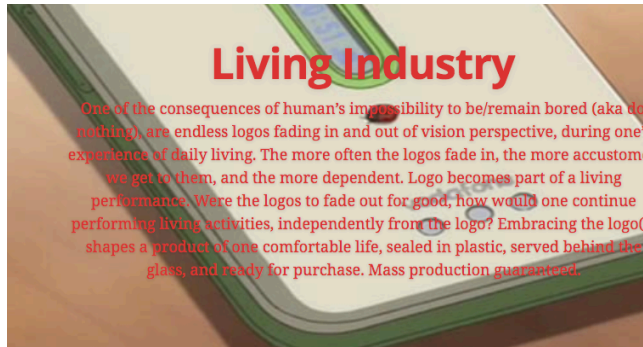 Living Industry
One of the consequences of human's impossibility to be/remain bored (aka do
nothing), are endless logos fading in and out of vision perspective, during one
experience of daily living. The more often the logos fade in, the more accustom
we get to them, and the more dependent. Logo becomes part of a living
performance. Were the logos to fade out for good, how would one continue
performing living activities, independently from the logo? Embracing the logo(
shapes a product of one comfortable life, sealed in plastic, served behind the
glass, and ready for purchase. Mass production guaranteed.